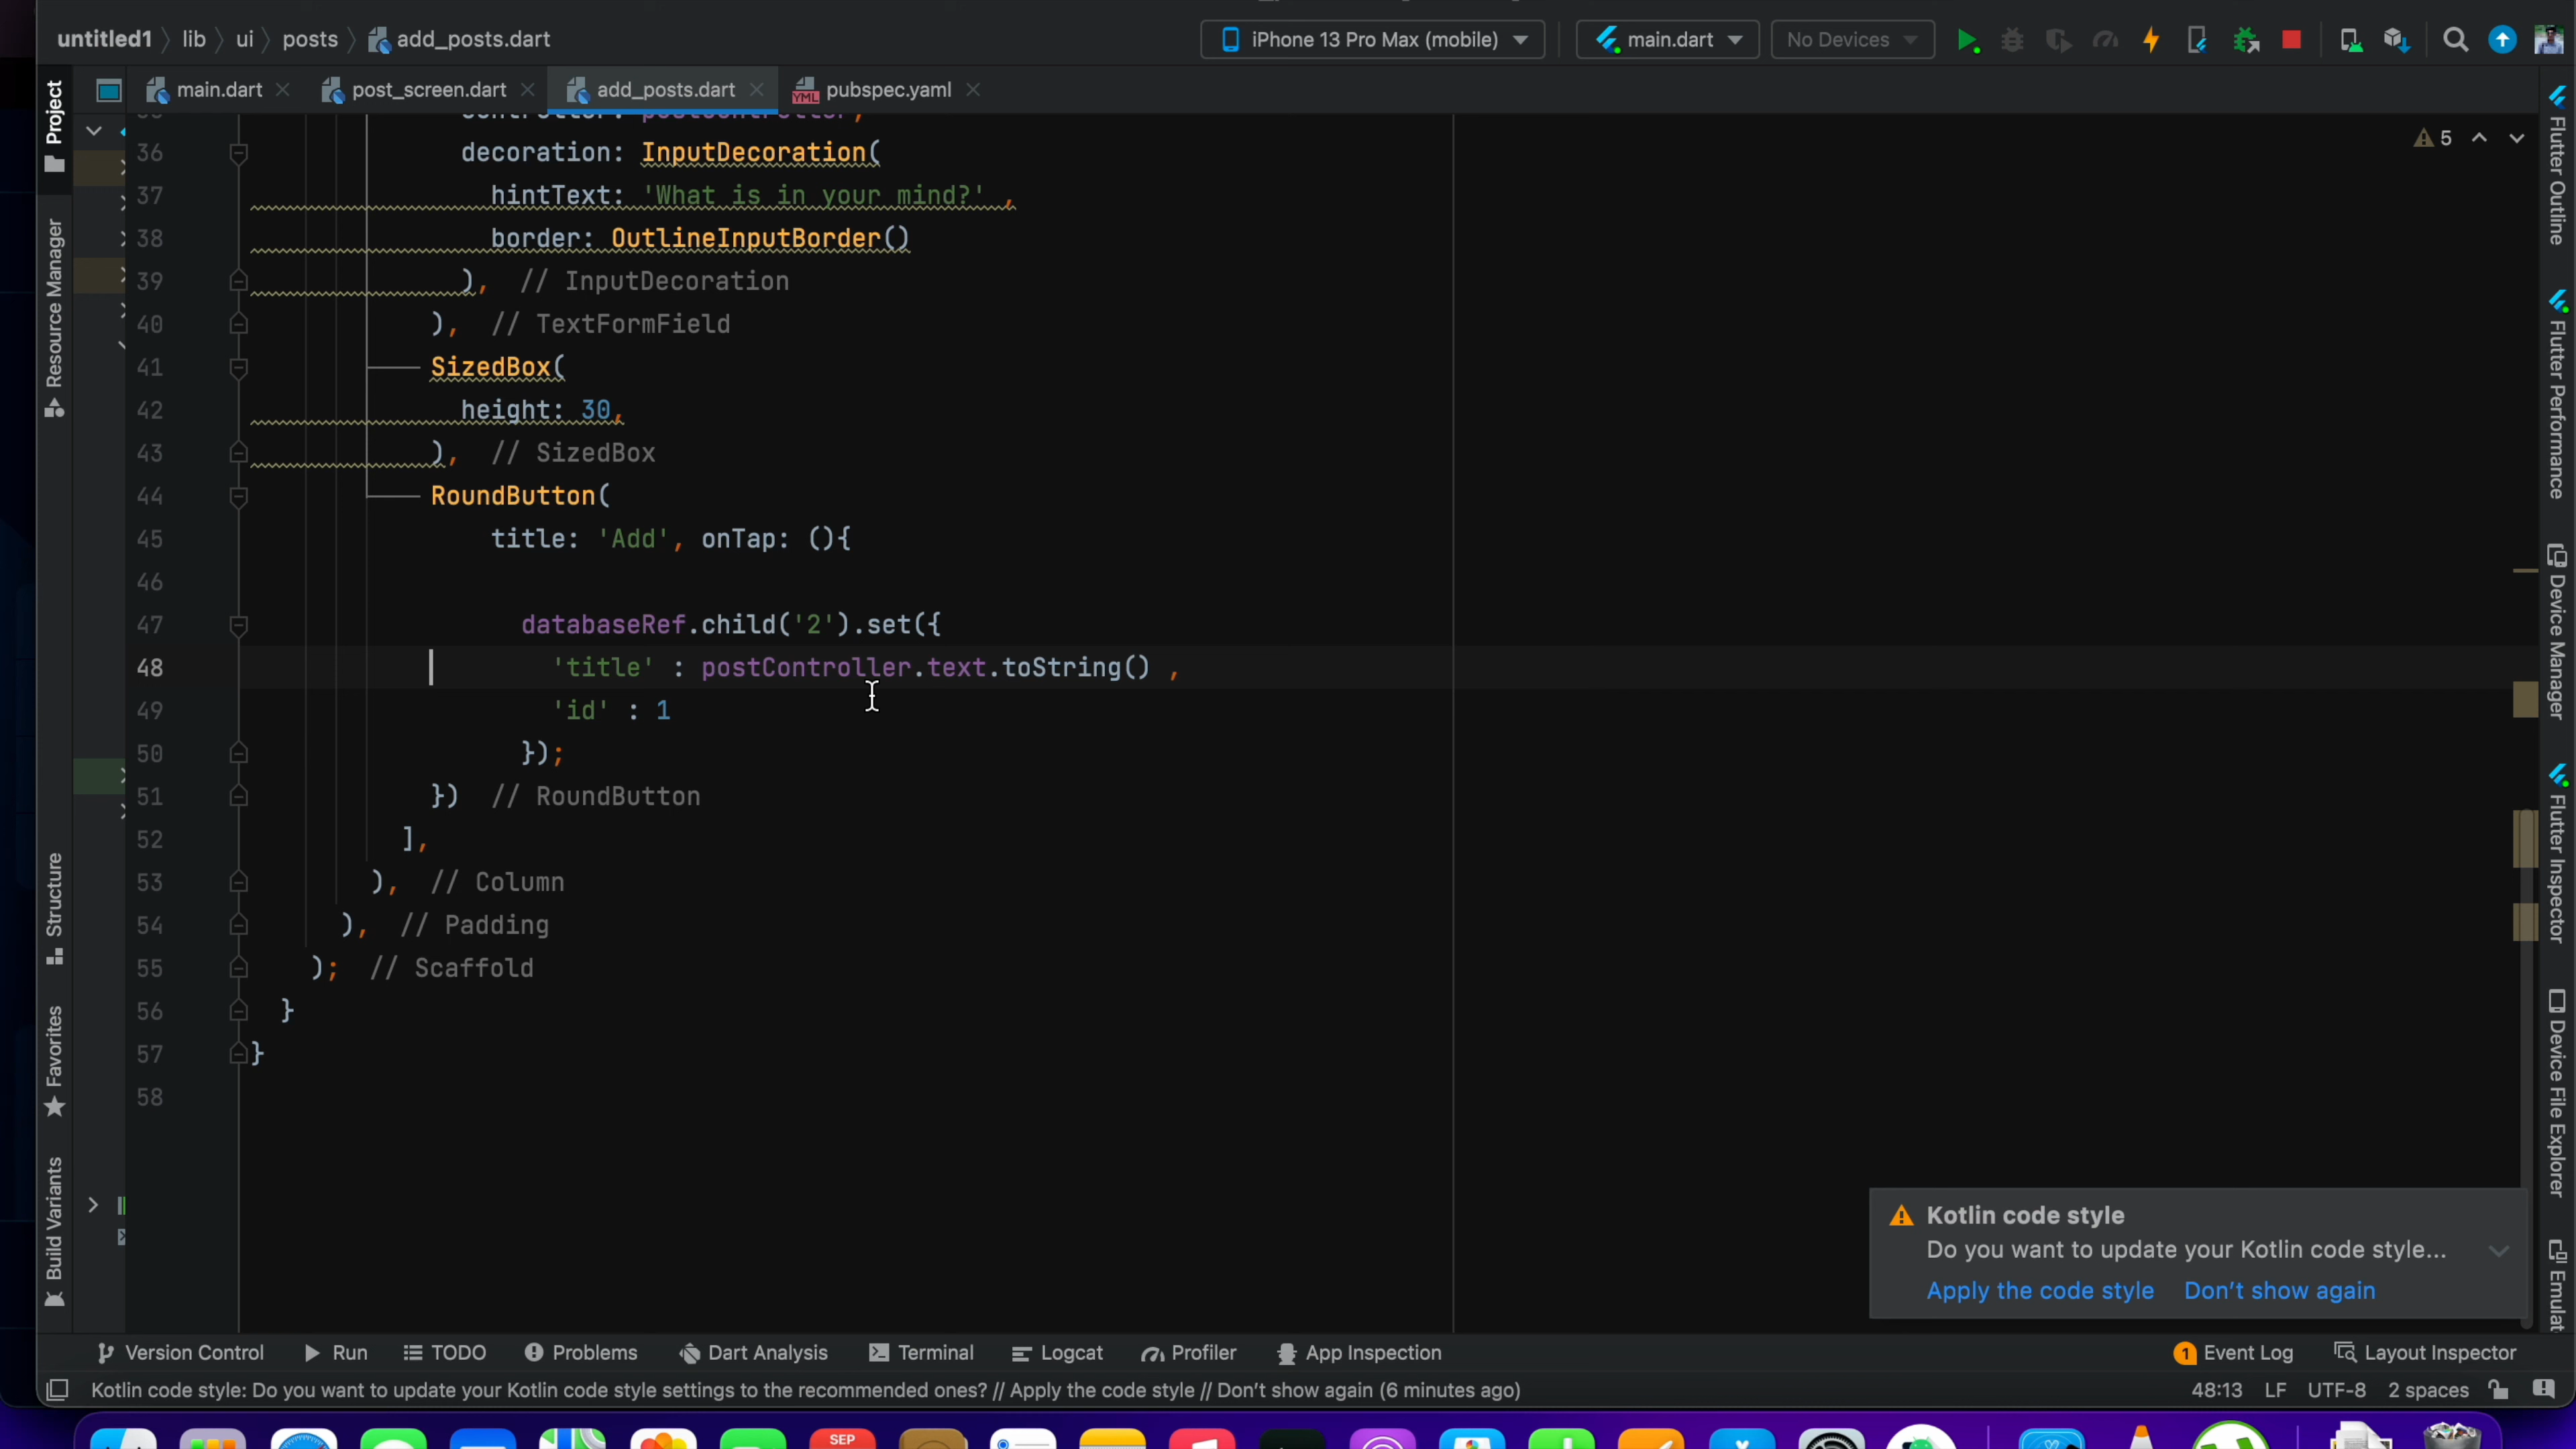 untitled1 lib ui posts add_posts.dart
iPhone 13 Pro Max (mobile) main.dart No Devices
main.dart post_screen.dart add_posts.dart pubspec.yaml
Project
Resource Manager
Structure
Favorites
Build Variants
5
36 decoration: InputDecoration(
37 hintText: 'What is in your mind?' ,
38 border: OutlineInputBorder()
39 ), // InputDecoration
40 ), // TextFormField
41 SizedBox(
42 height: 30,
43 ), // SizedBox
44 RoundButton(
45 title: 'Add', onTap: (){
46
47 databaseRef.child('2').set({
48 'title' : postController.text.toString() ,
49 'id' : 1
50 });
51 }) // RoundButton
52 ],
53 ), // Column
54 ), // Padding
55 ); // Scaffold
56 }
57 }
58
Flutter Outline
Flutter Performance
Device Manager
Flutter Inspector
Device File Explorer
Emulat
Kotlin code style
Do you want to update your Kotlin code style...
Apply the code style Don't show again
Version Control Run TODO Problems Dart Analysis Terminal Logcat Profiler App Inspection 1 Event Log Layout Inspector
Kotlin code style: Do you want to update your Kotlin code style settings to the recommended ones? // Apply the code style // Don't show again (6 minutes ago) 48:13 LF UTF-8 2 spaces
SEP